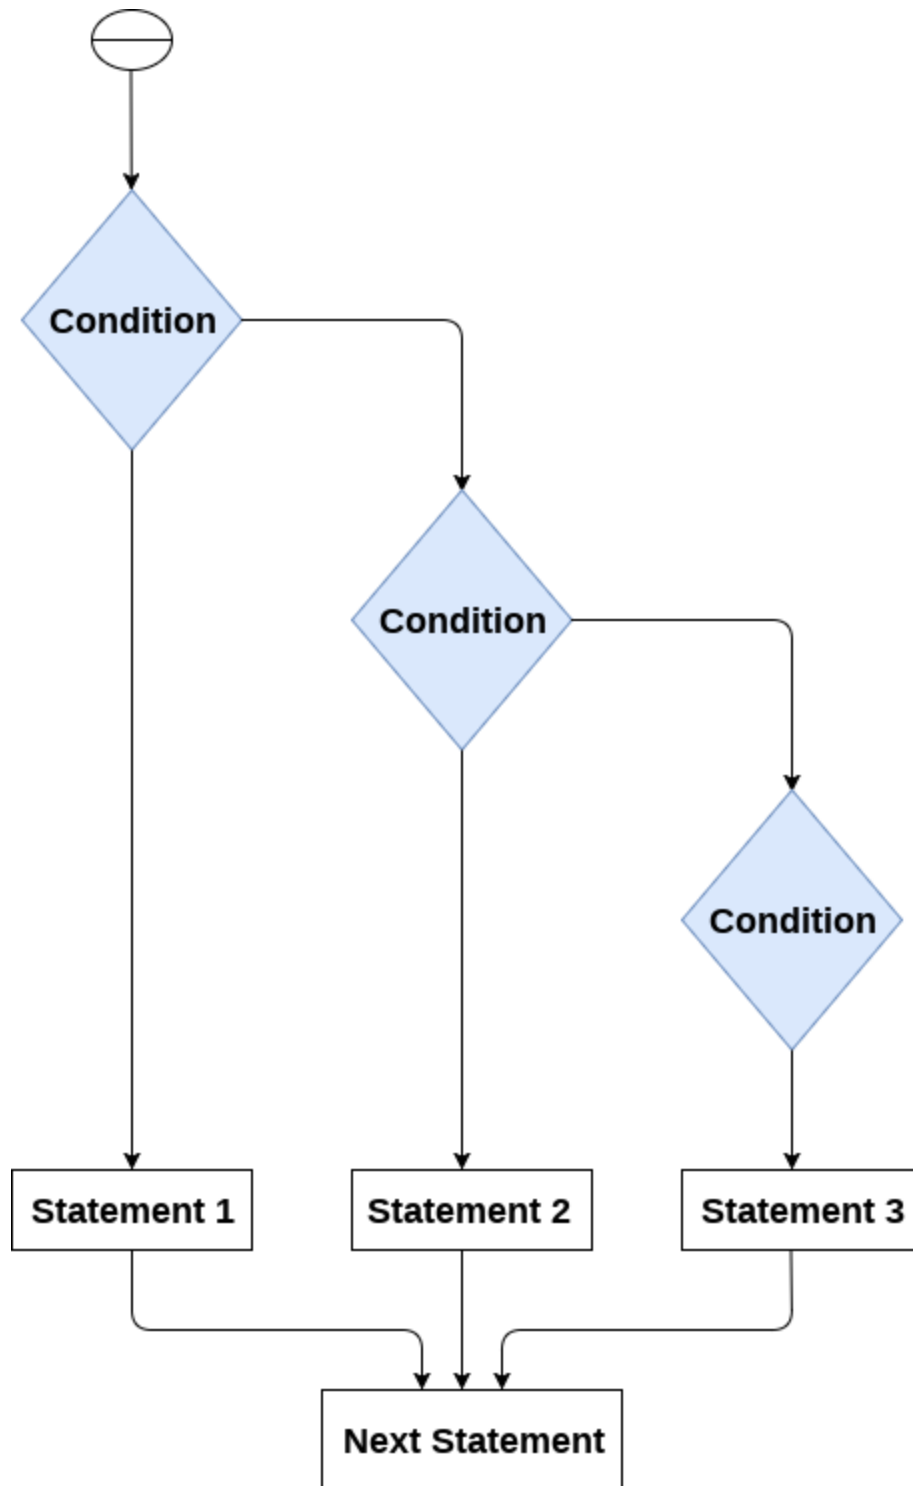 Condition
Condition
Condition
Statement 1
Statement 2
Statement 3
Next Statement